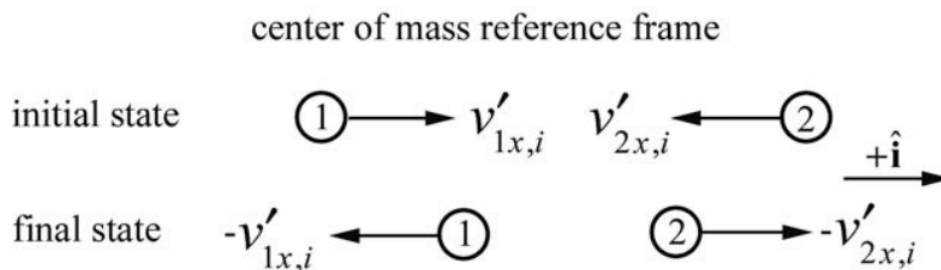 center of mass reference frame
initial state 1 v′1x,i v′2x,i 2
+î
final state -v′1x,i 1 2 -v′2x,i